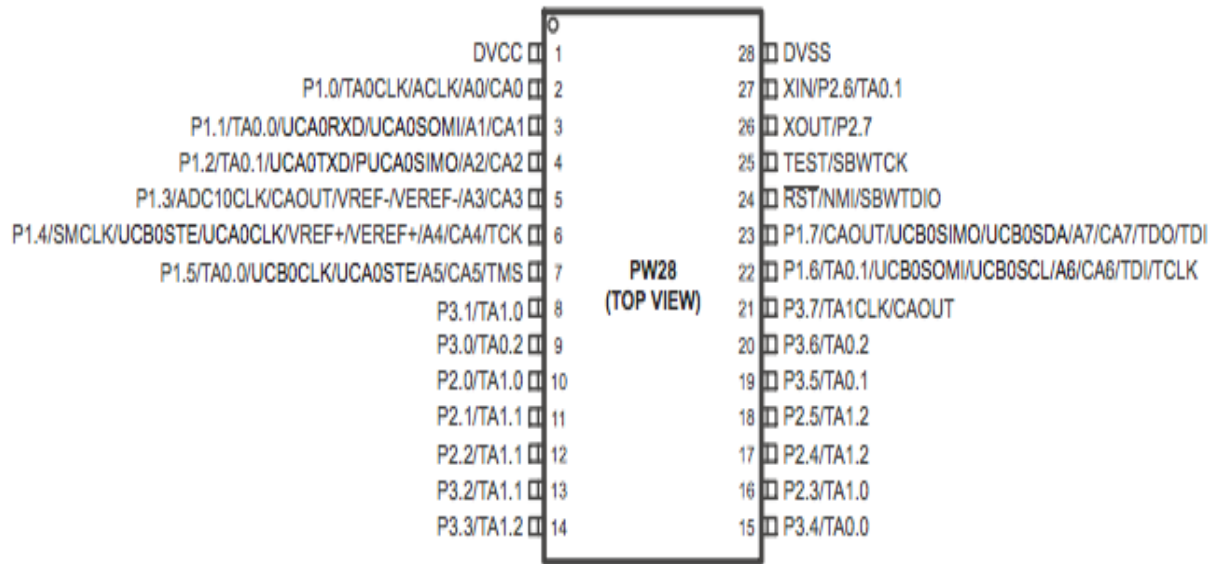 DVCC 1
P1.0/TA0CLK/ACLK/A0/CA0 2
P1.1/TA0.0/UCA0RXD/UCA0SOMI/A1/CA1 3
P1.2/TA0.1/UCA0TXD/PUCA0SIMO/A2/CA2 4
P1.3/ADC10CLK/CAOUT/VREF-/VEREF-/A3/CA3 5
P1.4/SMCLK/UCB0STE/UCA0CLK/VREF+/VEREF+/A4/CA4/TCK 6
P1.5/TA0.0/UCB0CLK/UCA0STE/A5/CA5/TMS 7
P3.1/TA1.0 8
P3.0/TA0.2 9
P2.0/TA1.0 10
P2.1/TA1.1 11
P2.2/TA1.1 12
P3.2/TA1.1 13
P3.3/TA1.2 14
PW28
(TOP VIEW)
28 DVSS
27 XIN/P2.6/TA0.1
26 XOUT/P2.7
25 TEST/SBWTCK
24 RST/NMI/SBWTDIO
23 P1.7/CAOUT/UCB0SIMO/UCB0SDA/A7/CA7/TDO/TDI
22 P1.6/TA0.1/UCB0SOMI/UCB0SCL/A6/CA6/TDI/TCLK
21 P3.7/TA1CLK/CAOUT
20 P3.6/TA0.2
19 P3.5/TA0.1
18 P2.5/TA1.2
17 P2.4/TA1.2
16 P2.3/TA1.0
15 P3.4/TA0.0